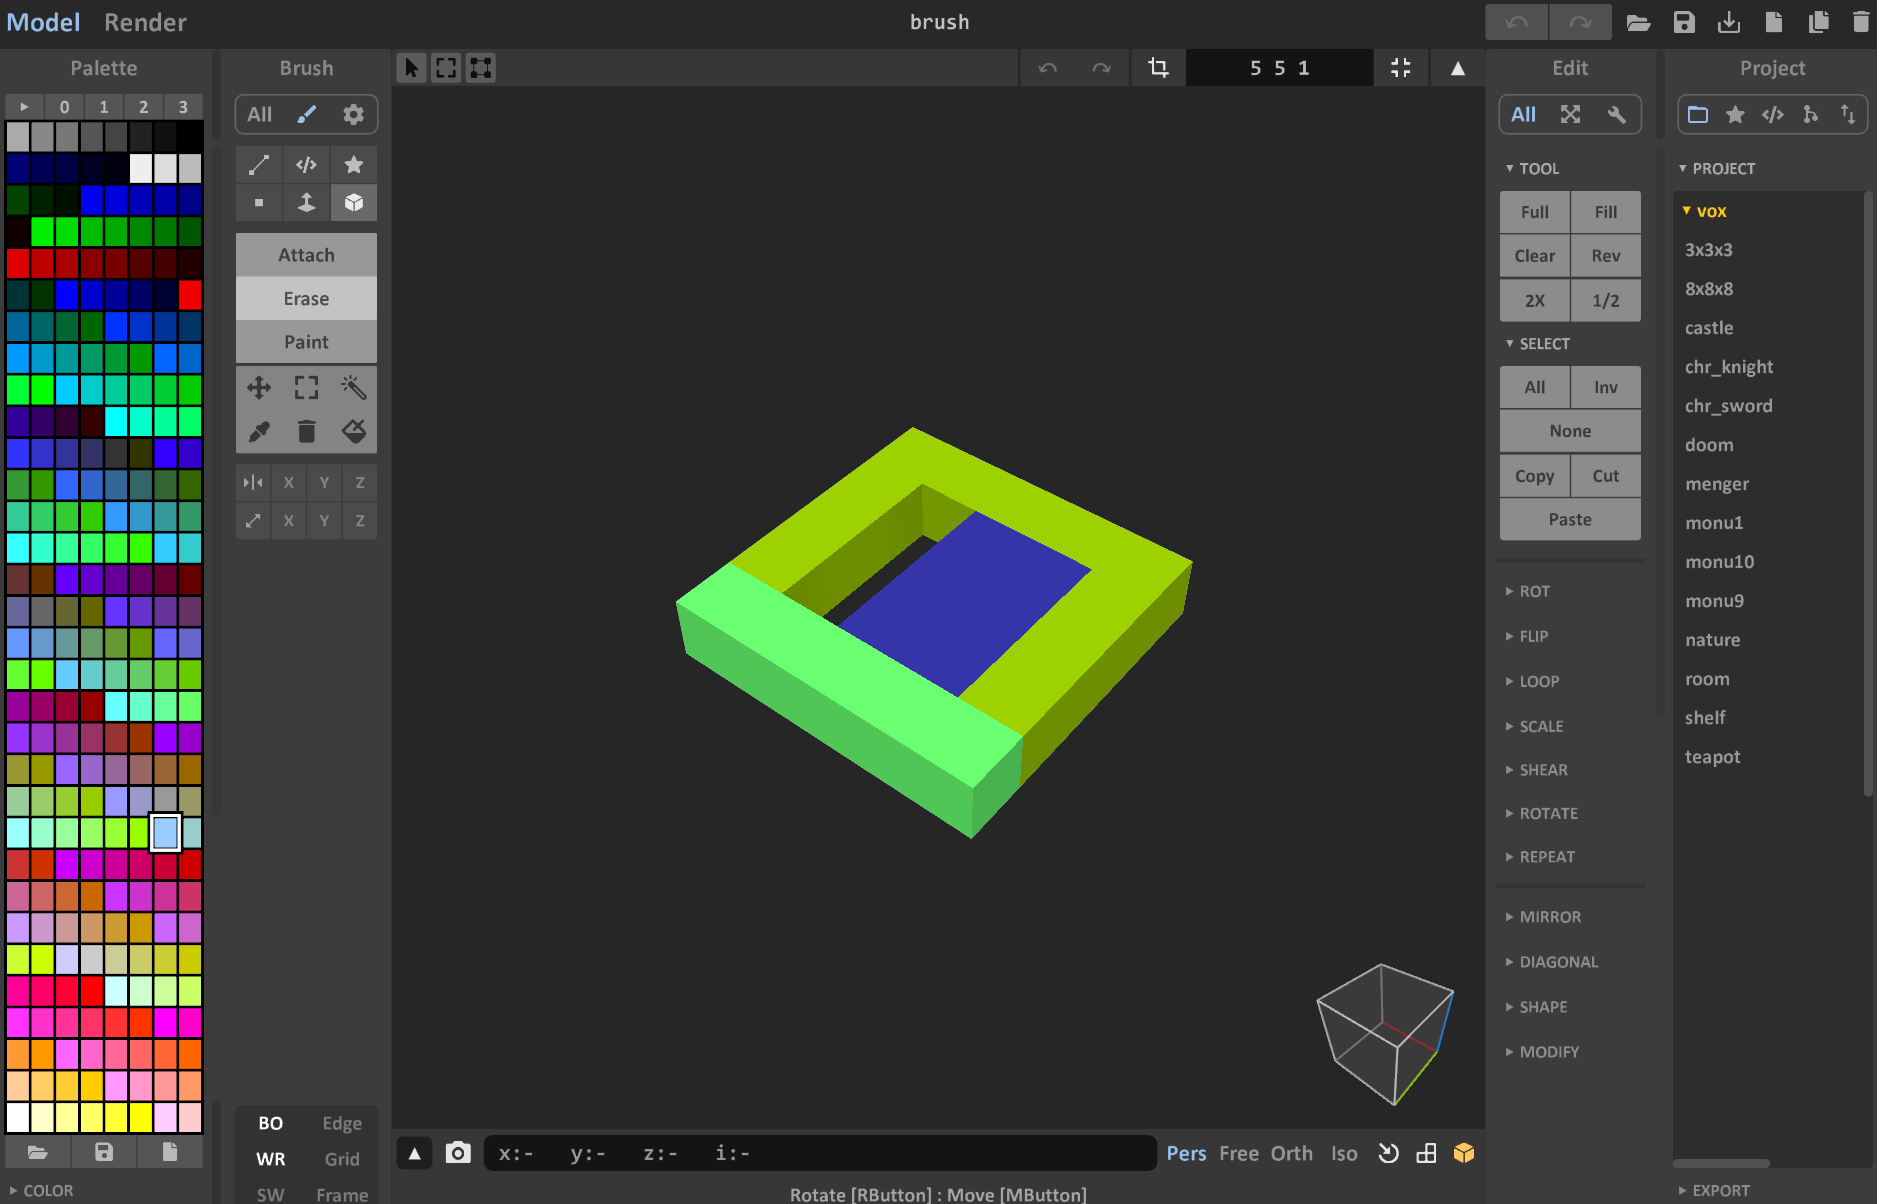 Model Render
brush
Palette
Brush
5 5 1
Edit
Project
0 1 2 3
All
All
TOOL
PROJECT
Full Fill
vox
Attach
Clear Rev
3x3x3
Erase
2X 1/2
8x8x8
Paint
SELECT
castle
All Inv
chr_knight
None
chr_sword
doom
Copy Cut
menger
X Y Z
Paste
monu1
X Y Z
monu10
ROT
monu9
FLIP
nature
LOOP
room
SCALE
shelf
SHEAR
teapot
ROTATE
REPEAT
MIRROR
DIAGONAL
SHAPE
MODIFY
BO Edge
WR Grid
x:- y:- z:- i:-
Pers Free Orth Iso
SW Frame
COLOR
Rotate [RButton] : Move [MButton]
EXPORT